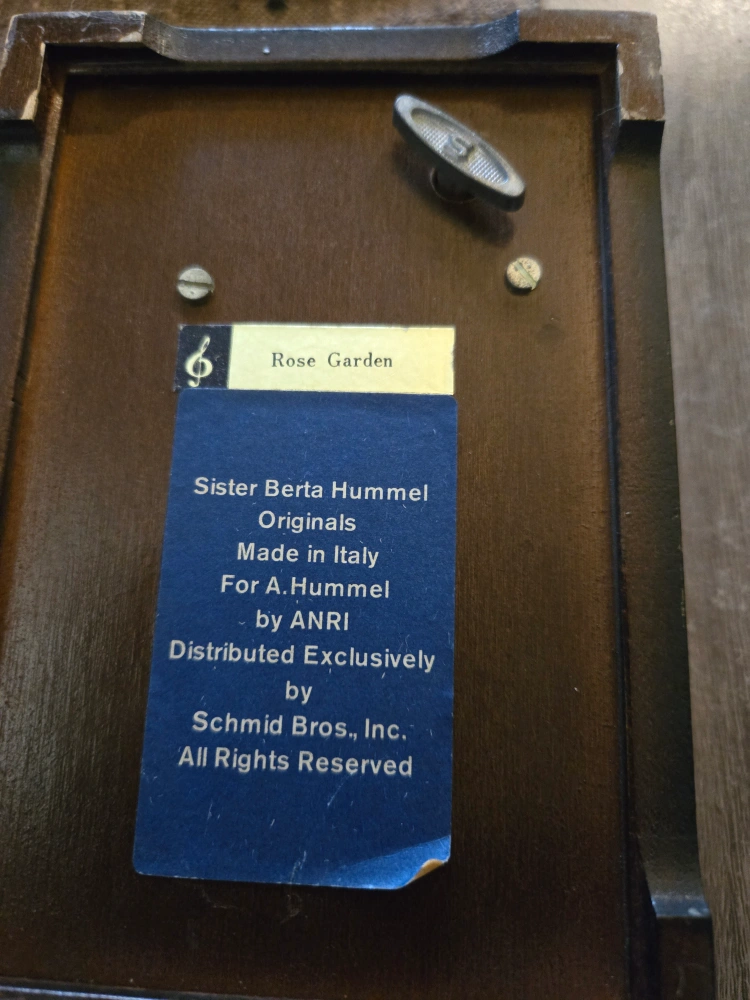 Rose Garden
Sister Berta Hummel
Originals
Made in Italy
For A.Hummel
by ANRI
Distributed Exclusively
by
Schmid Bros., Inc.
All Rights Reserved